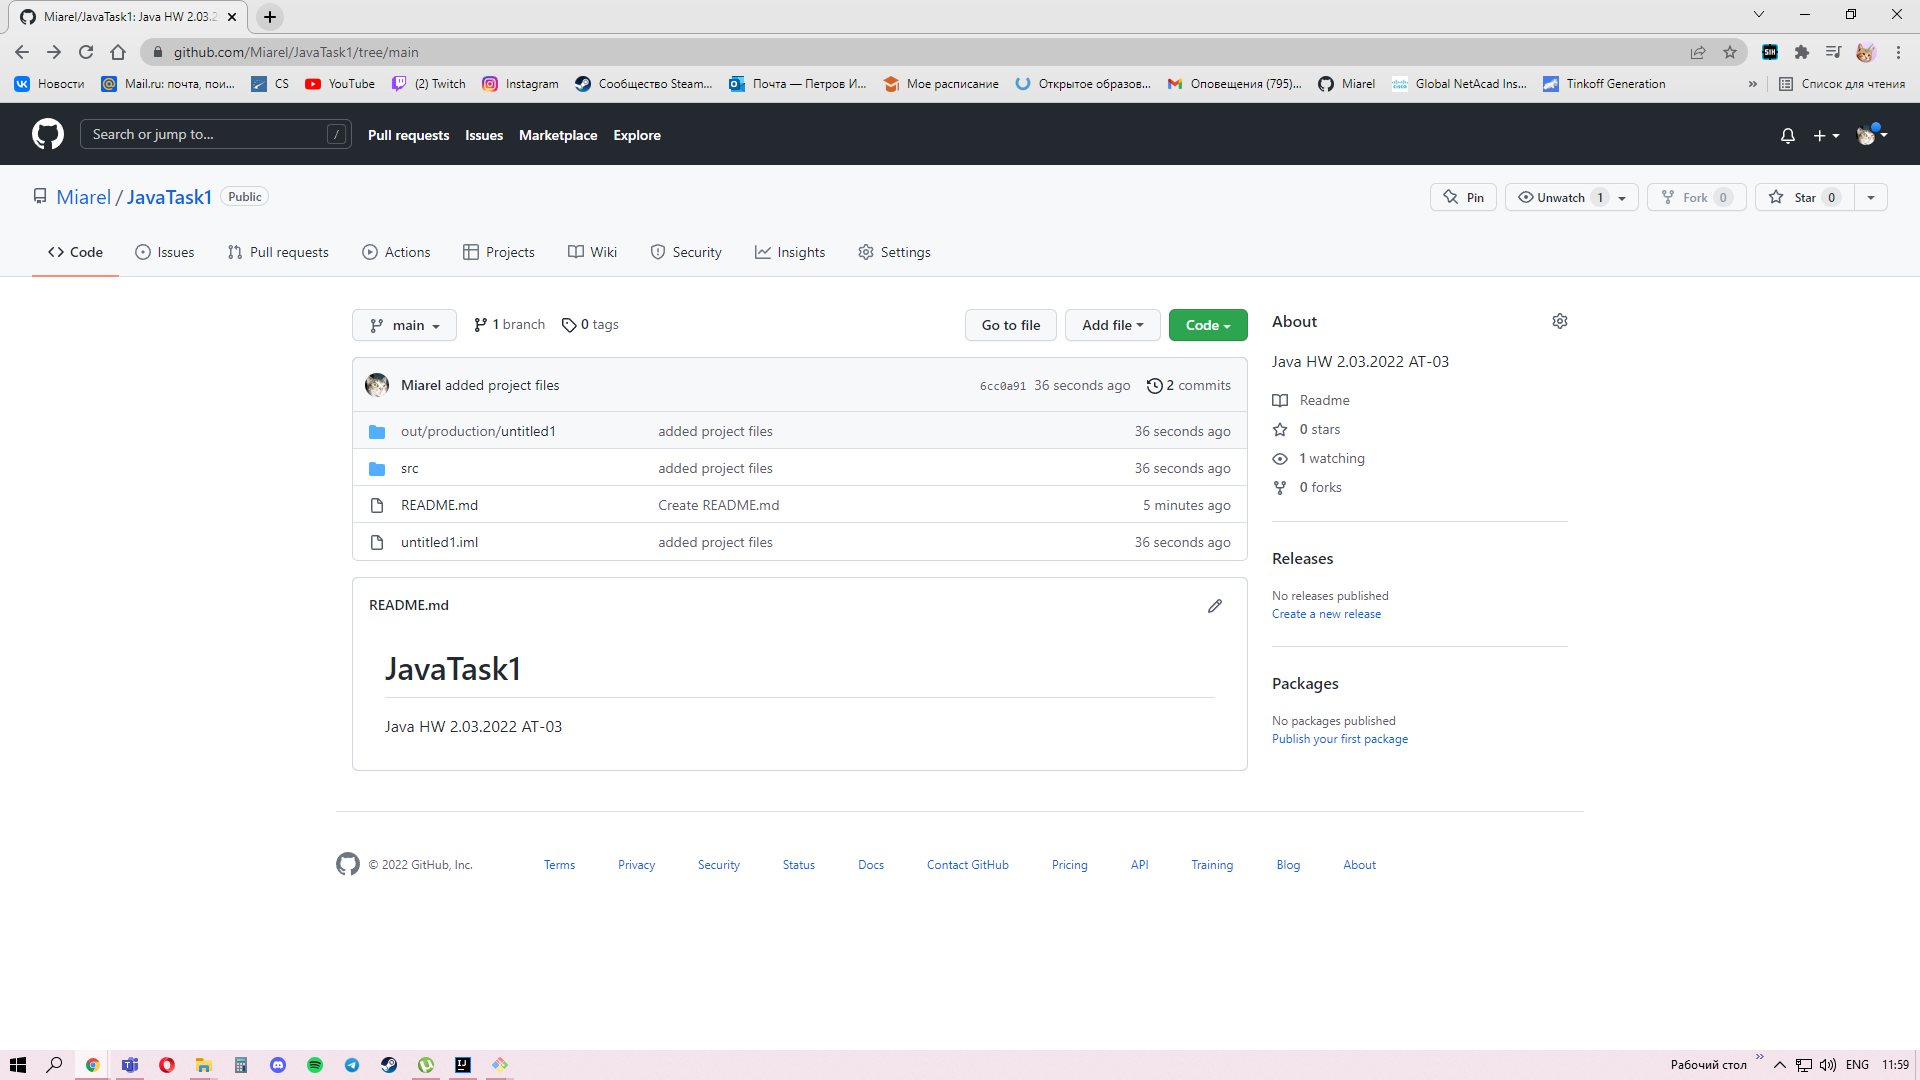 Miarel/JavaTask1: Java HW 2.03.2
github.com/Miarel/JavaTask1/tree/main
Новости
Mail.ru: почта, пои...
CS
YouTube
(2) Twitch
Instagram
Сообщество Steam...
Почта — Петров И...
Мое расписание
Открытое образов...
Оповещения (795)...
Miarel
Global NetAcad Ins...
Tinkoff Generation
»
Список для чтения
Search or jump to... /
Pull requests
Issues
Marketplace
Explore
Miarel / JavaTask1 Public
Pin
Unwatch 1
Fork 0
Star 0
Code
Issues
Pull requests
Actions
Projects
Wiki
Security
Insights
Settings
main
1 branch
0 tags
Go to file
Add file
Code
Miarel added project files
6cc0a91 36 seconds ago
2 commits
out/production/untitled1 added project files 36 seconds ago
src added project files 36 seconds ago
README.md Create README.md 5 minutes ago
untitled1.iml added project files 36 seconds ago
README.md
JavaTask1
Java HW 2.03.2022 AT-03
About
Java HW 2.03.2022 AT-03
Readme
0 stars
1 watching
0 forks
Releases
No releases published
Create a new release
Packages
No packages published
Publish your first package
© 2022 GitHub, Inc.
Terms
Privacy
Security
Status
Docs
Contact GitHub
Pricing
API
Training
Blog
About
Рабочий стол
»
ENG
11:59